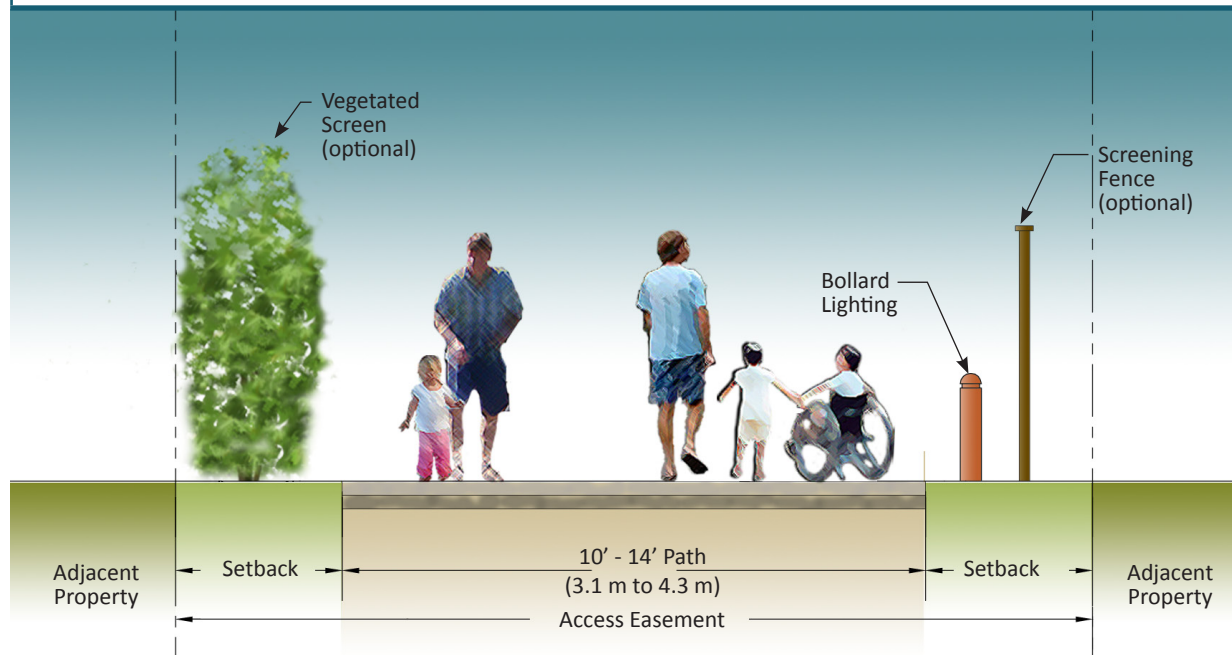 Vegetated
Screen
(optional)
Screening
Fence
(optional)
Bollard
Lighting
Adjacent
Property
Setback
10’ - 14’ Path
(3.1 m to 4.3 m)
Setback
Adjacent
Property
Access Easement